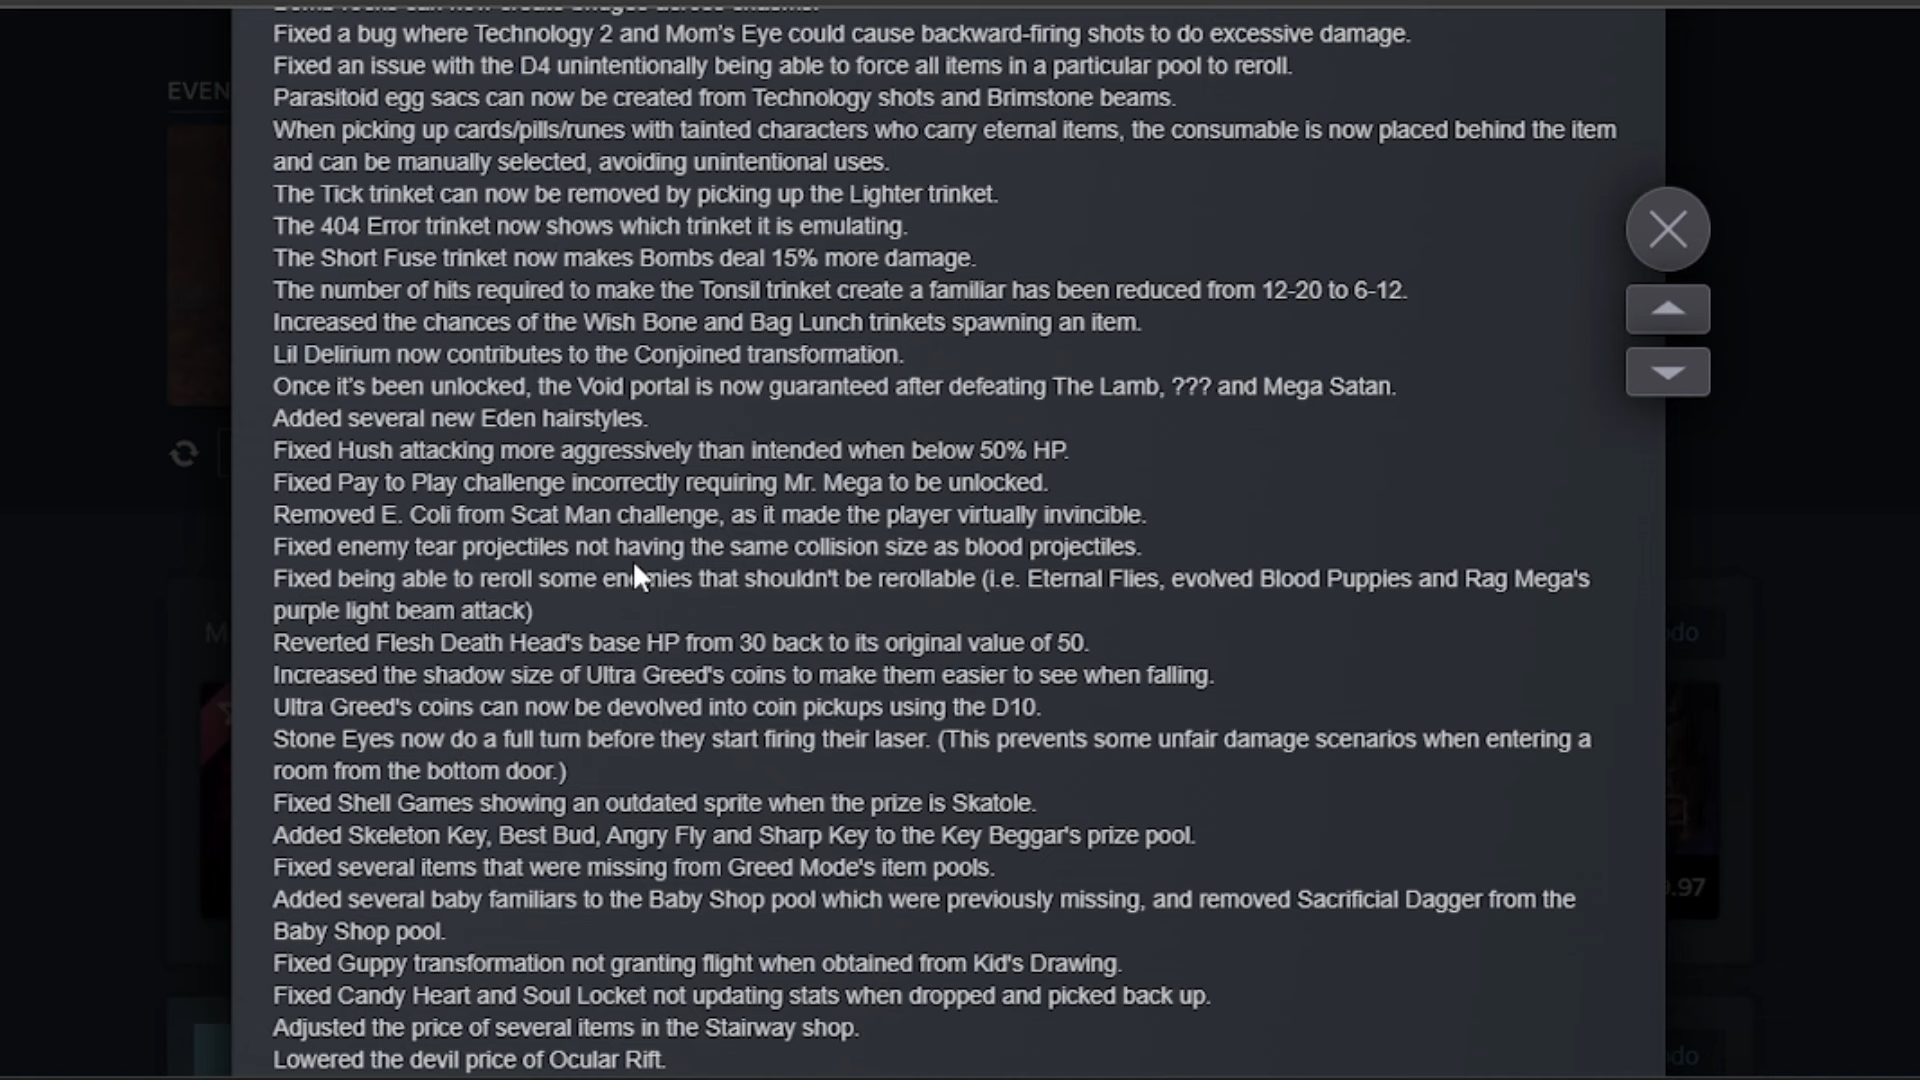 Fixed a bug where Technology 2 and Mom's Eye could cause backward-firing shots to do excessive damage.
Fixed an issue with the D4 unintentionally being able to force all items in a particular pool to reroll.
EVEN
Parasitoid egg sacs can now be created from Technology shots and Brimstone beams.
When picking up cards/pills/runes with tainted characters who carry eternal items, the consumable is now placed behind the item
and can be manually selected, avoiding unintentional uses.
The Tick trinket can now be removed by picking up the Lighter trinket.
The 404 Error trinket now shows which trinket it is emulating.
The Short Fuse trinket now makes Bombs deal 15% more damage.
The number of hits required to make the Tonsil trinket create a familiar has been reduced from 12-20 to 6-12.
Increased the chances of the Wish Bone and Bag Lunch trinkets spawning an item.
Lil Delirium now contributes to the Conjoined transformation.
Once it's been unlocked, the Void portal is now guaranteed after defeating The Lamb, ??? and Mega Satan.
Added several new Eden hairstyles.
Fixed Hush attacking more aggressively than intended when below 50% HP.
Fixed Pay to Play challenge incorrectly requiring Mr. Mega to be unlocked.
Removed E. Coli from Scat Man challenge, as it made the player virtually invincible.
Fixed enemy tear projectiles not having the same collision size as blood projectiles.
Fixed being able to reroll some enemies that shouldn't be rerollable (i.e. Eternal Flies, evolved Blood Puppies and Rag Mega's
purple light beam attack)
M
do
Reverted Flesh Death Head's base HP from 30 back to its original value of 50.
Increased the shadow size of Ultra Greed's coins to make them easier to see when falling.
Ultra Greed's coins can now be devolved into coin pickups using the D10.
Stone Eyes now do a full turn before they start firing their laser. (This prevents some unfair damage scenarios when entering a
room from the bottom door.)
Fixed Shell Games showing an outdated sprite when the prize is Skatole.
Added Skeleton Key, Best Bud, Angry Fly and Sharp Key to the Key Beggar's prize pool.
Fixed several items that were missing from Greed Mode's item pools.
.97
Added several baby familiars to the Baby Shop pool which were previously missing, and removed Sacrificial Dagger from the
Baby Shop pool.
Fixed Guppy transformation not granting flight when obtained from Kid's Drawing.
Fixed Candy Heart and Soul Locket not updating stats when dropped and picked back up.
Adjusted the price of several items in the Stairway shop.
Lowered the devil price of Ocular Rift.
do